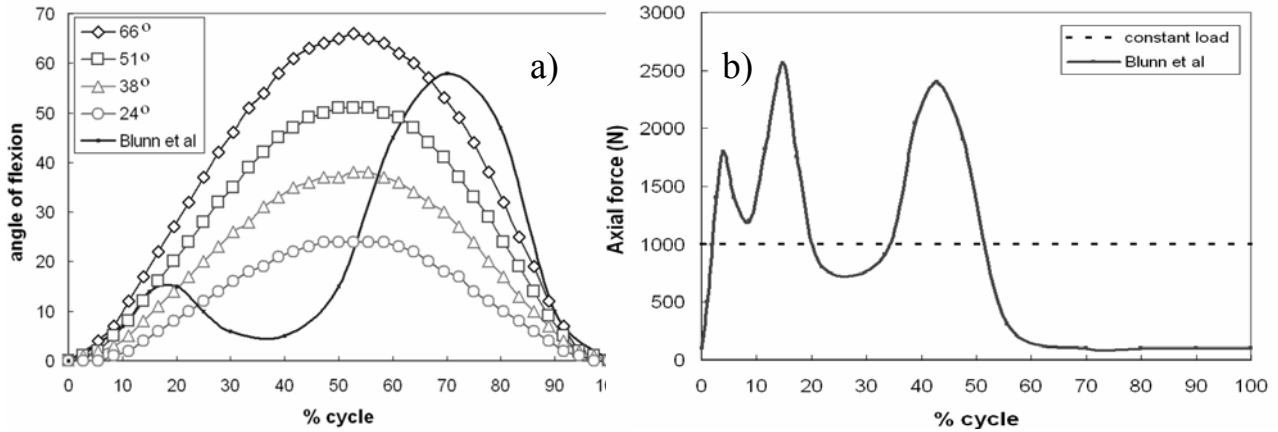 70
60
50
40
30
20
10
0
angle of flexion
66°
51°
38°
24°
Blunn et al
a)
0 10 20 30 40 50 60 70 80 90 10
% cycle
3000
2500
2000
1500
1000
500
0
Axial force (N)
b)
constant load
Blunn et al
0 10 20 30 40 50 60 70 80 90 100
% cycle